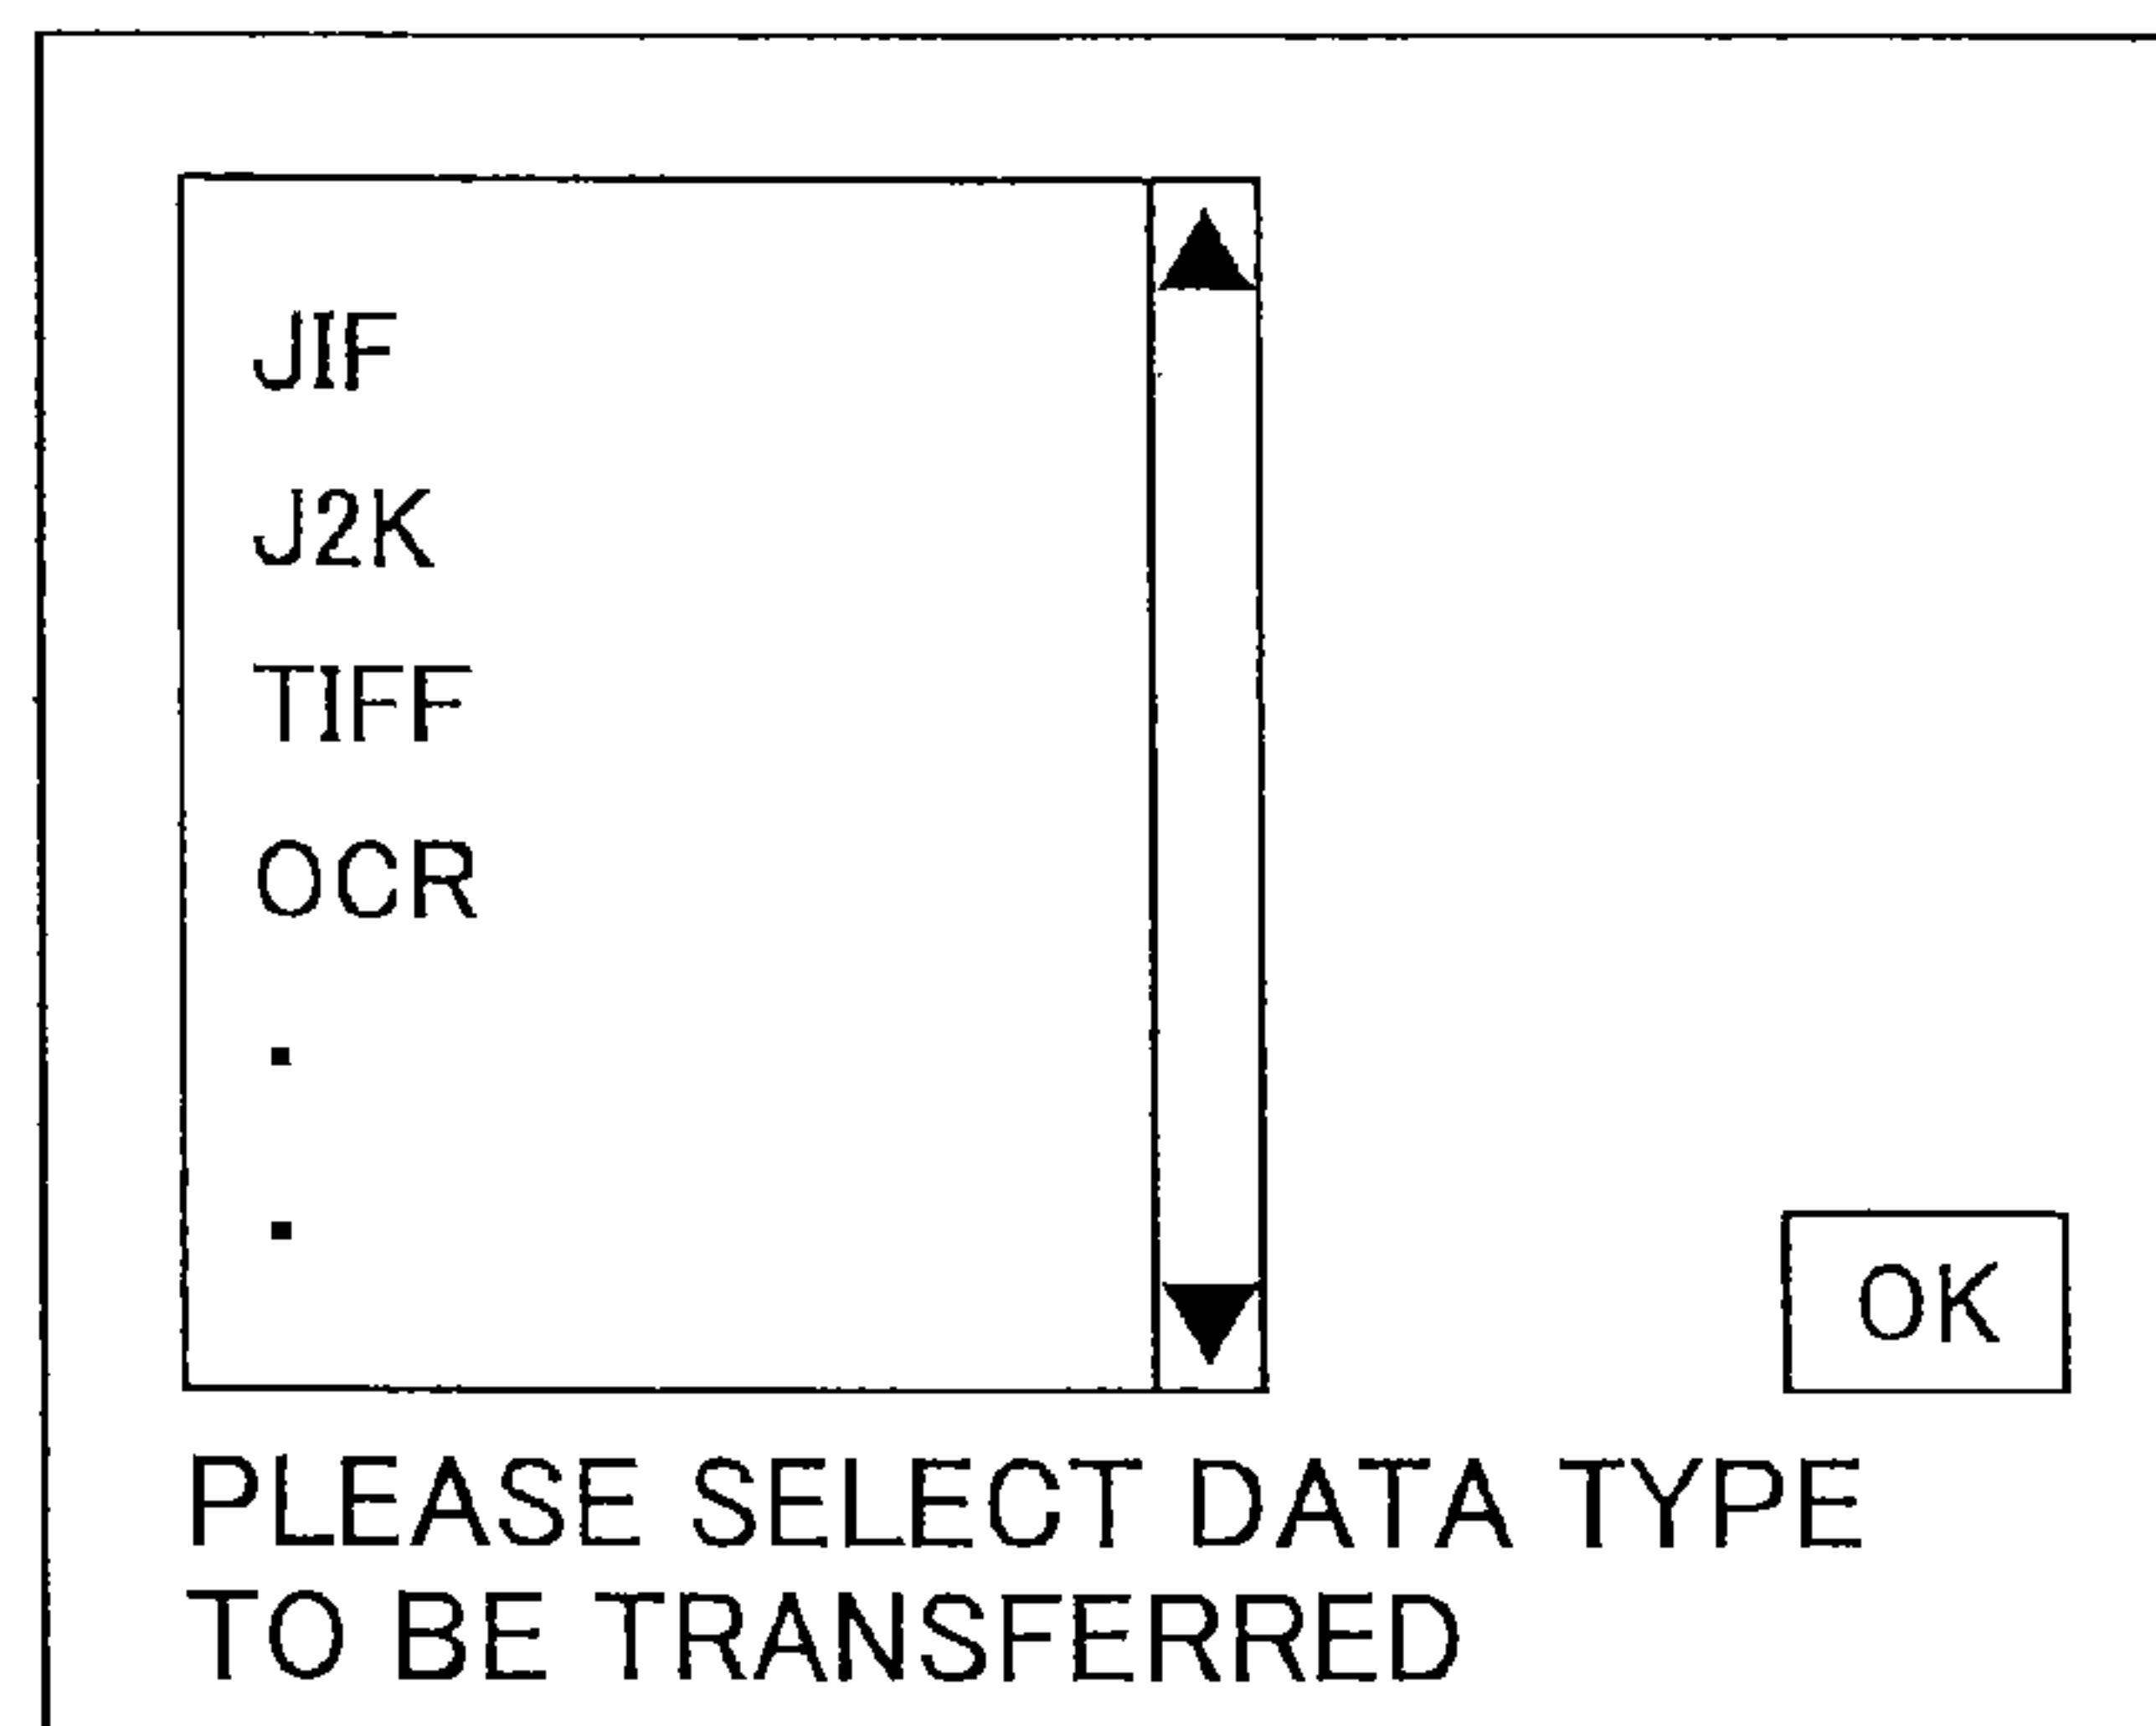 JIF
J2K
TIFF
OCR
OK
PLEASE SELECT DATA TYPE
TO BE TRANSFERRED